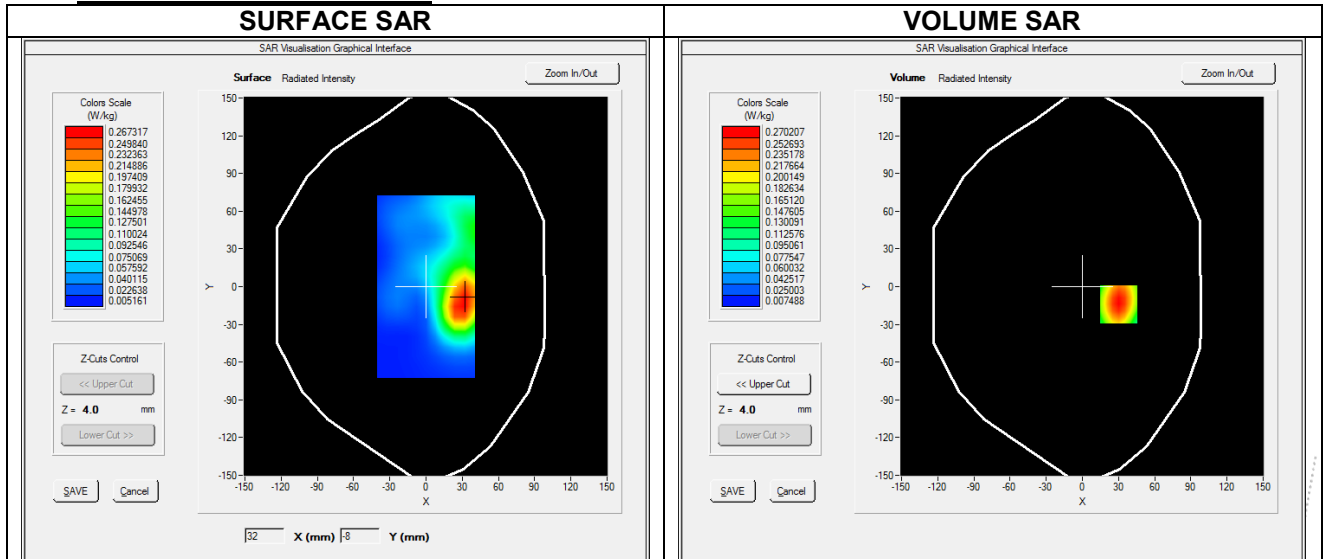 SURFACE SAR
SAR Visualisation Graphical Interface
Surface Radiated Intensity
Zoom In/Out
Colors Scale
(W/kg)
0.267317
0.249840
0.232363
0.214886
0.197409
0.179932
0.162455
0.144978
0.127501
0.110024
0.092546
0.075069
0.057592
0.040115
0.022638
0.005161
Z-Cuts Control
<< Upper Cut
Z = 4.0 mm
Lower Cut >>
SAVE Cancel
150
120
90
60
30
0
-30
-60
-90
-120
-150
Y
-150 -120 -90 -60 -30 0 30 60 90 120 150
X
32 X (mm) -8 Y (mm)
VOLUME SAR
SAR Visualisation Graphical Interface
Volume Radiated Intensity
Zoom In/Out
Colors Scale
(W/kg)
0.270207
0.252693
0.235178
0.217664
0.200149
0.182634
0.165120
0.147605
0.130091
0.112576
0.095061
0.077547
0.060032
0.042517
0.025003
0.007488
Z-Cuts Control
<< Upper Cut
Z = 4.0 mm
Lower Cut >>
SAVE Cancel
150
120
90
60
30
0
-30
-60
-90
-120
-150
Y
-150 -120 -90 -60 -30 0 30 60 90 120 150
X